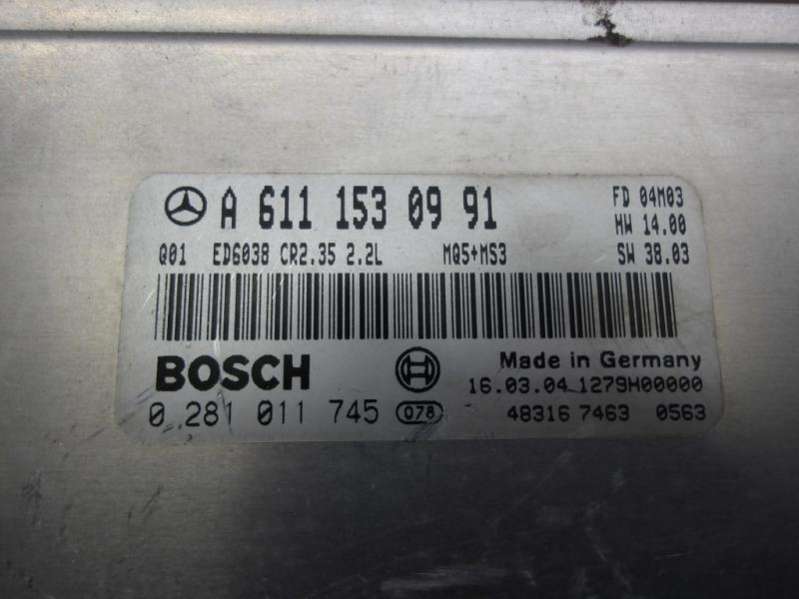 A 611 153 09 91
FD 04M03
HW 14.00
Q01 ED6038 CR2.35 2.2L MQ5+MS3 SW 38.03
BOSCH
Made in Germany
16.03.04 1279H00000
0 281 011 745 078 48316 7463 0563